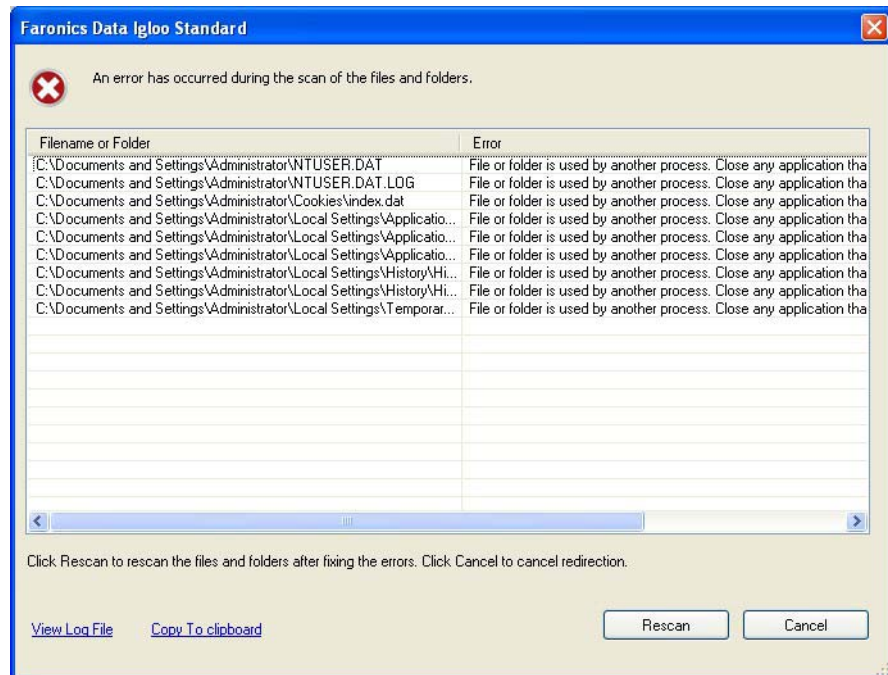 Faronics Data Igloo Standard
An error has occurred during the scan of the files and folders.
Filename or Folder Error
C:\Documents and Settings\Administrator\NTUSER.DAT File or folder is used by another process. Close any application tha
C:\Documents and Settings\Administrator\NTUSER.DAT.LOG File or folder is used by another process. Close any application tha
C:\Documents and Settings\Administrator\Cookies\index.dat File or folder is used by another process. Close any application tha
C:\Documents and Settings\Administrator\Local Settings\Applicatio... File or folder is used by another process. Close any application tha
C:\Documents and Settings\Administrator\Local Settings\Applicatio... File or folder is used by another process. Close any application tha
C:\Documents and Settings\Administrator\Local Settings\Applicatio... File or folder is used by another process. Close any application tha
C:\Documents and Settings\Administrator\Local Settings\History\Hi... File or folder is used by another process. Close any application tha
C:\Documents and Settings\Administrator\Local Settings\History\Hi... File or folder is used by another process. Close any application tha
C:\Documents and Settings\Administrator\Local Settings\Temporar... File or folder is used by another process. Close any application tha
Click Rescan to rescan the files and folders after fixing the errors. Click Cancel to cancel redirection.
View Log File Copy To clipboard Rescan Cancel